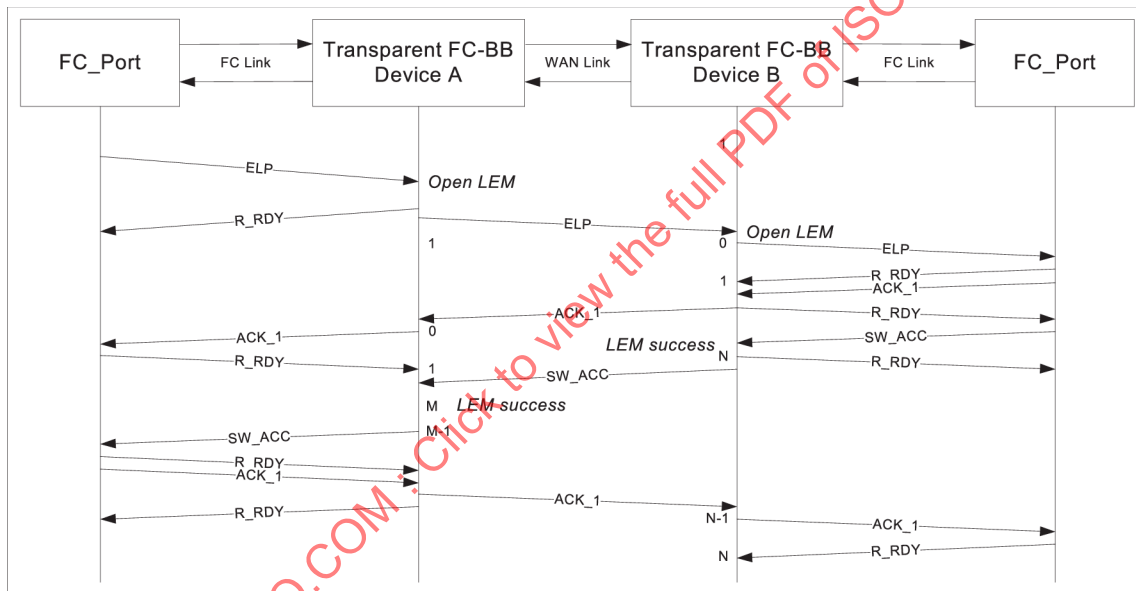 FC_Port
FC Link
Transparent FC-BB
Device A
WAN Link
Transparent FC-BB
Device B
FC Link
FC_Port
1
ELP
Open LEM
R_RDY
ELP
1
0
Open LEM
ELP
R_RDY
1
ACK_1
ACK_1
R_RDY
0
ACK_1
SW_ACC
LEM success
N
R_RDY
R_RDY
1
SW_ACC
M
LEM success
M-1
SW_ACC
R_RDY
ACK_1
ACK_1
R_RDY
N-1
ACK_1
R_RDY
N
O.COM : Click to view the full PDF of ISO